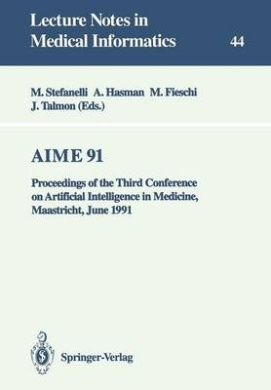 Lecture Notes in
Medical Informatics
44
M. Stefanelli A. Hasman M. Fieschi
J. Talmon (Eds.)
AIME 91
Proceedings of the Third Conference
on Artificial Intelligence in Medicine,
Maastricht, June 1991
Springer-Verlag